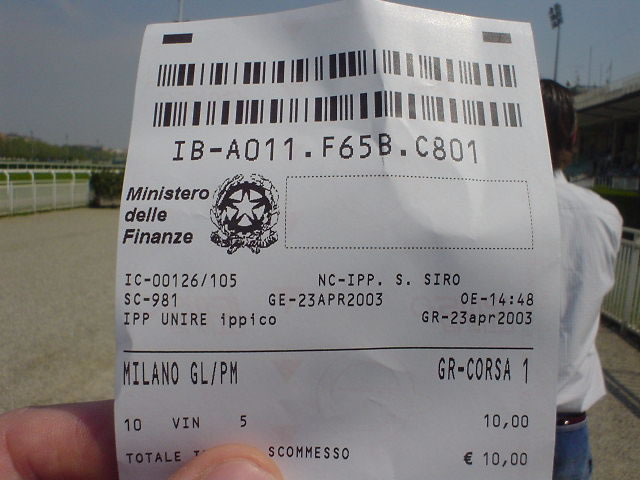 IB-A011.F65B.C801
Ministero
delle
Finanze
IC-00126/105 NC-IPP. S. SIRO
SC-981 GE-23APR2003 OE-14:48
IPP UNIRE ippico GR-23apr2003
MILANO GL/PM GR-CORSA 1
10 VIN 5 10,00
TOTALE SCOMMESSO € 10,00